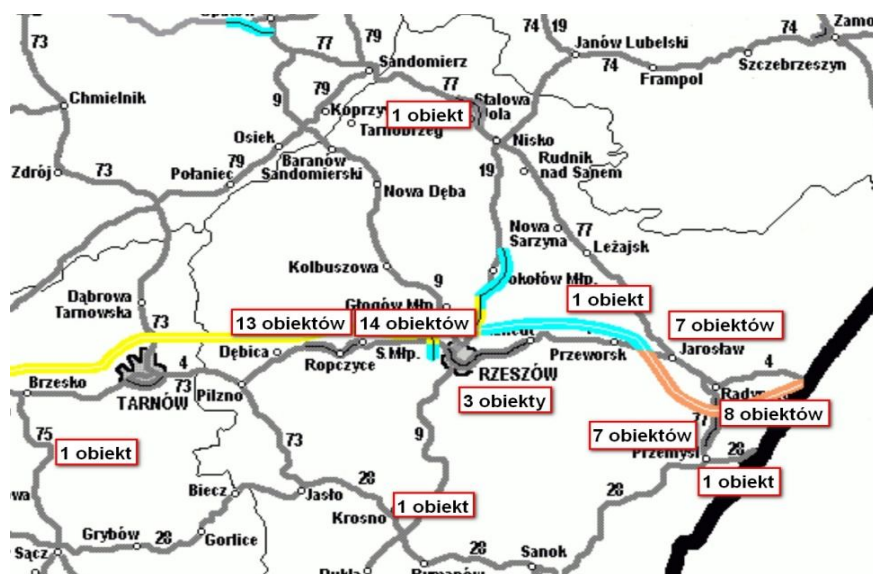 73
79
74
19
74
Zamo
77
Janów Lubelski
74
Szczebrzeszyn
Sandomierz
Frampol
79
77
Chmielnik
9
Stalowa
1 obiekt
Tarnobrzeg
Osiek
Nisko
Zdrój
73
Połaniec
79
Baranów
Sandomierski
19
Rudnik
nad Sanem
Nowa Dęba
Nowa
Sarzyna
77
Leżajsk
Kolbuszowa
Sokołów Młp.
9
Dąbrowa
Tarnowska
Głogów Młp.
1 obiekt
73
13 obiektów
14 obiektów
7 obiektów
Dębica
Ropczyce
S.Młp.
Przeworsk
Jarosław
4
4
Brzesko
73
TARNÓW
Pilzno
RZESZÓW
3 obiekty
8 obiektów
7 obiektów
77
75
1 obiekt
73
9
Przemyśl
28
1 obiekt
28
Biecz
Jasło
28
1 obiekt
Krosno
Grybów
28
Gorlice
Sącz
28
Sanok